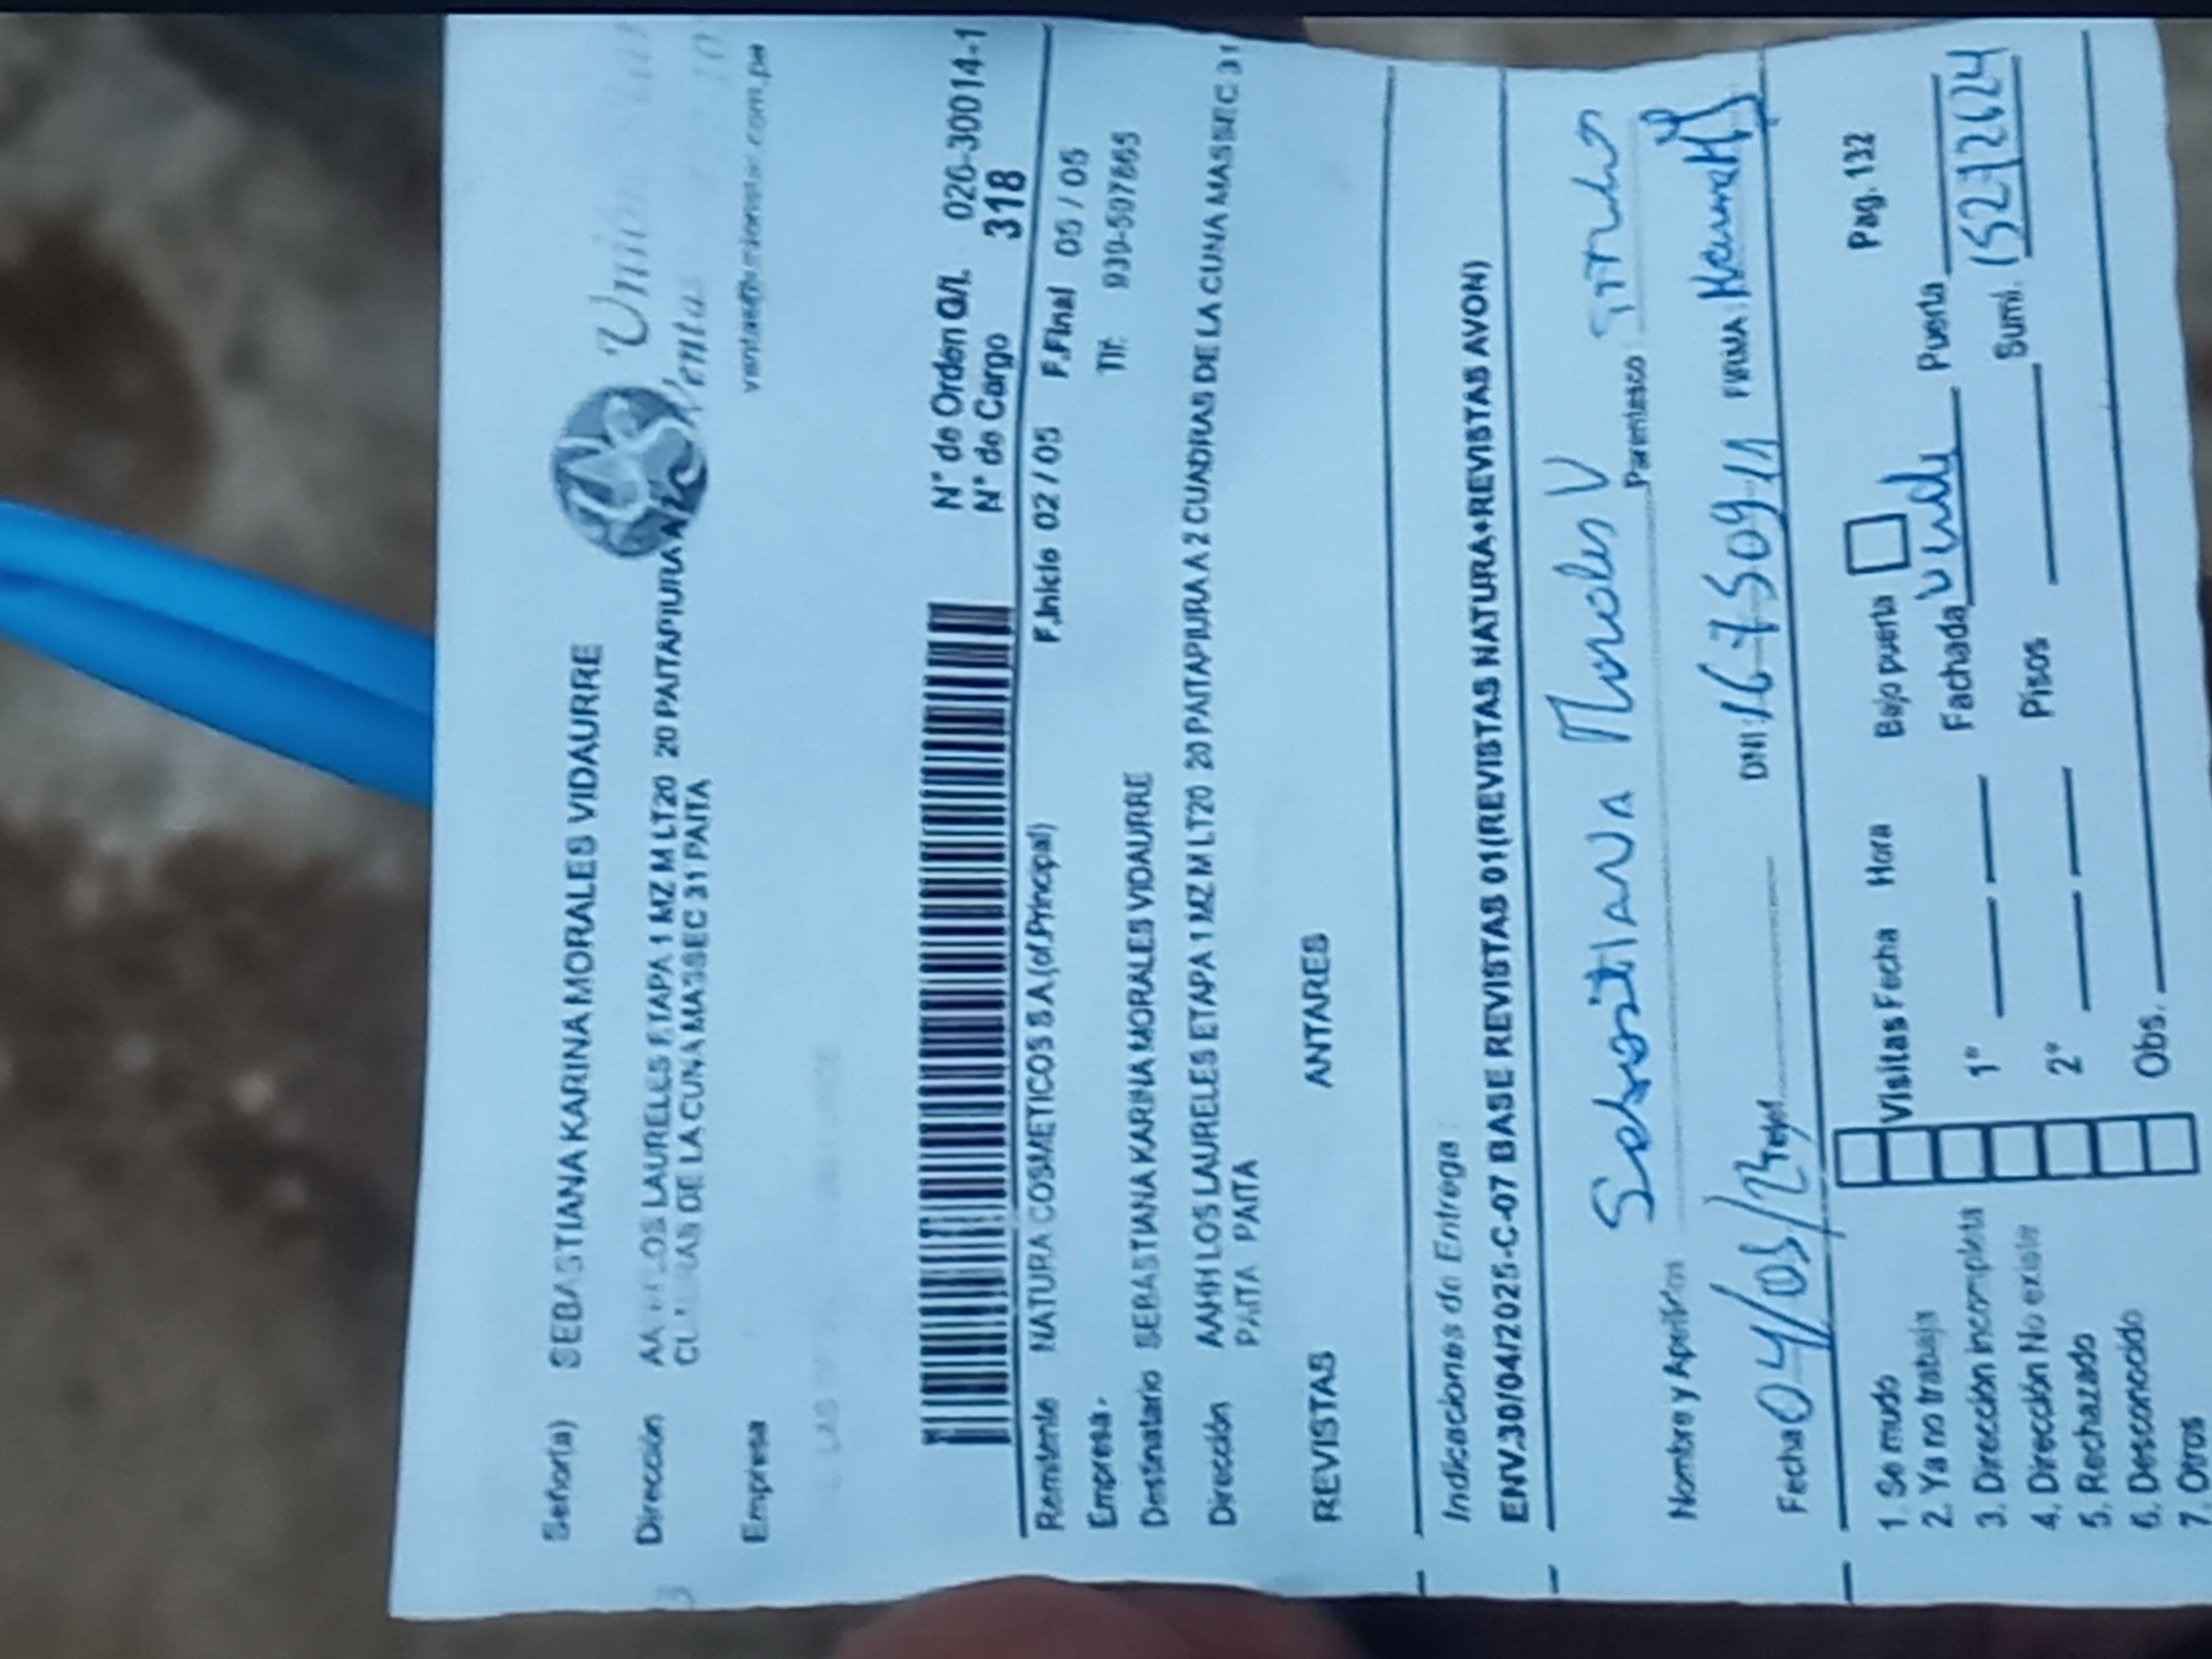 Señor(a) SEBASTIANA KARINA MORALES VIDAURRE
Dirección LOS LAURELES ETAPA 1 MZ M LT20 20 PAITAPIURA A 2
DE LA CUNA MASSEC 31 PAITA
Unión
Ventas
Empresa
N° de Orden O/L 026-30014-1
N° de Cargo 318
Remitente NATURA COSMETICOS S A.(of.Principal) F.Inicio 02 / 05 F.Final 05 / 05
Empresa- Tlf: 939-507865
Destinatario SEBASTIANA KARINA MORALES VIDAURRE
Dirección AAHH LOS LAURELES ETAPA 1 MZ M LT20 20 PAITAPIURA A 2 CUADRAS DE LA CUNA MASSEC 31
PAITA PAITA
REVISTAS ANTARES
Indicaciones de Entrega :
ENV.30/04/2025-C-07 BASE REVISTAS 01(REVISTAS NATURA+REVISTAS AVON)
Sebastiana Morales V Titular
Nombre y Apellidos Parentesco
Fecha 04/05/25 Telef DNI 16750911 FIRMA
1. Se mudo Visitas Fecha Hora Bajo puerta Pag. 132
2. Ya no trabaja
3. Dirección incompleta 1° Fachada Verde Puerta
4. Dirección No existe
5. Rechazado 2° Pisos Sumi. 15272624
6. Desconocido
7. Otros Obs.